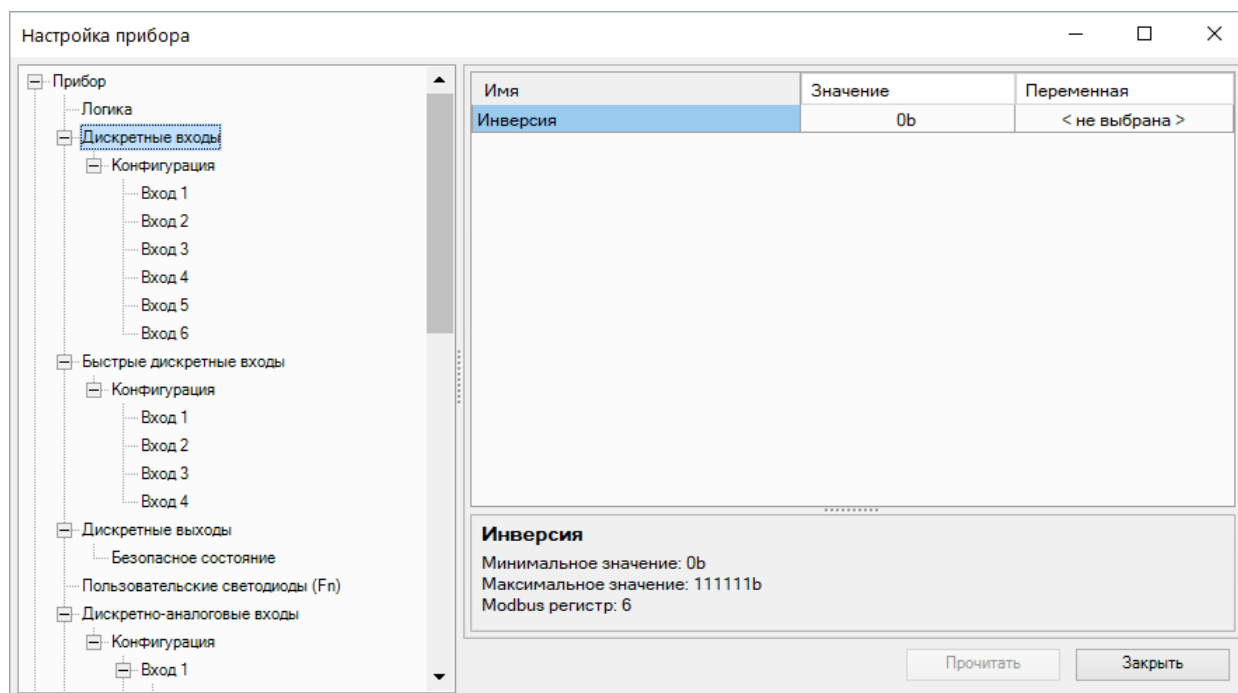 Настройка прибора
Прибор
Логика
Дискретные входы
Конфигурация
Вход 1
Вход 2
Вход 3
Вход 4
Вход 5
Вход 6
Быстрые дискретные входы
Конфигурация
Вход 1
Вход 2
Вход 3
Вход 4
Дискретные выходы
Безопасное состояние
Пользовательские светодиоды (Fn)
Дискретно-аналоговые входы
Конфигурация
Вход 1
Имя Значение Переменная
Инверсия 0b < не выбрана >
Инверсия
Минимальное значение: 0b
Максимальное значение: 111111b
Modbus регистр: 6
Прочитать Закрыть